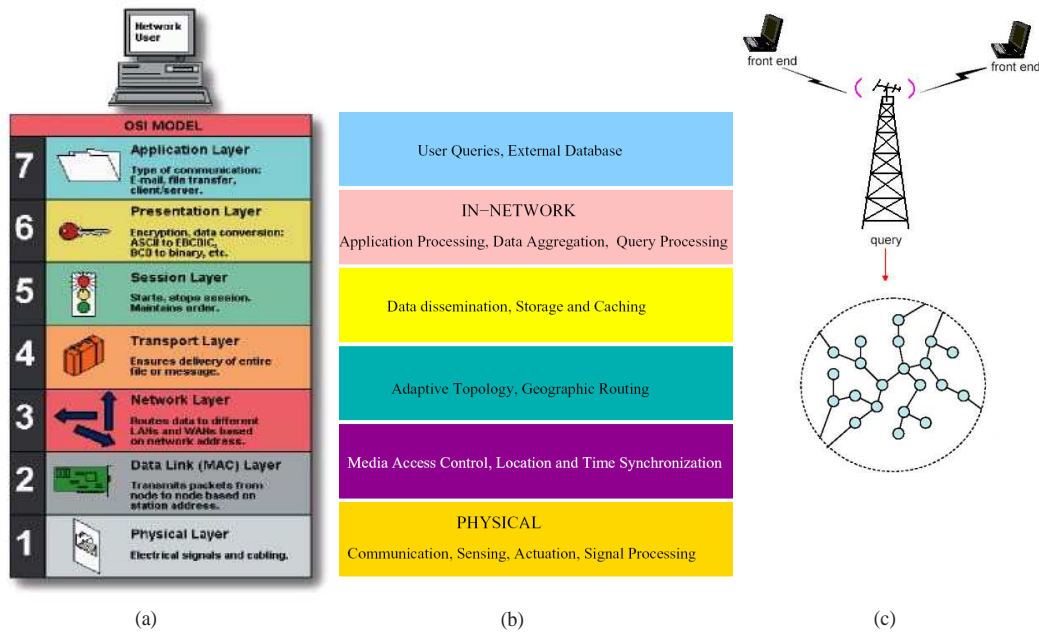 Network
User
OSI MODEL
7
Application Layer
Type of communication:
E-mail, file transfer,
client/server.
6
Presentation Layer
Encryption, data conversion:
ASCII to EBCDIC,
BCD to binary, etc.
5
Session Layer
Starts, stops session.
Maintains order.
4
Transport Layer
Ensures delivery of entire
file or message.
3
Network Layer
Routes data to different
LANs and WANs based
on network address.
2
Data Link (MAC) Layer
Transmits packets from
node to node based on
station address.
1
Physical Layer
Electrical signals and cabling.
(a)
User Queries, External Database
IN−NETWORK
Application Processing, Data Aggregation, Query Processing
Data dissemination, Storage and Caching
Adaptive Topology, Geographic Routing
Media Access Control, Location and Time Synchronization
PHYSICAL
Communication, Sensing, Actuation, Signal Processing
(b)
front end
front end
query
(c)